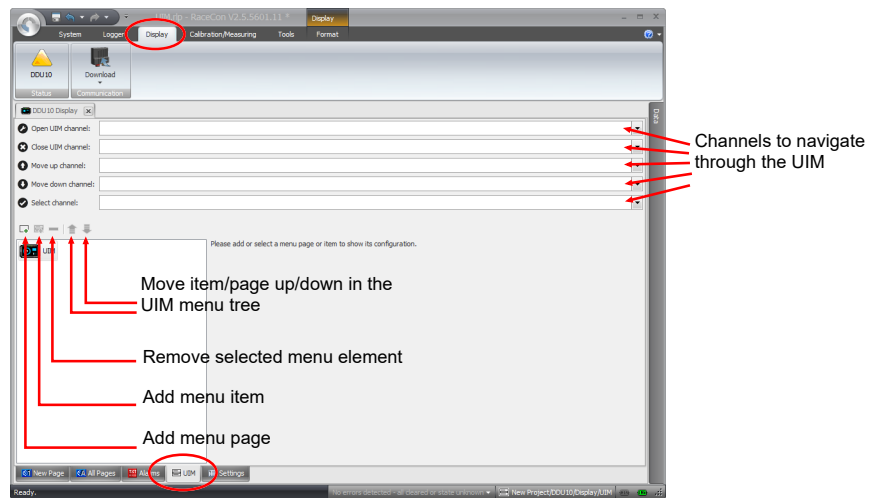 UIM.rtp - RaceCon V2.5.5601.11 * Display
System Logger Display Calibration/Measuring Tools Format
DDU10 Download
Status Communication
DDU10 Display
Data
Open UIM channel:
Close UIM channel:
Move up channel:
Move down channel:
Select channel:
Channels to navigate
through the UIM
UIM
Please add or select a menu page or item to show its configuration.
Move item/page up/down in the
UIM menu tree
Remove selected menu element
Add menu item
Add menu page
New Page All Pages Alarms UIM Settings
Ready. No errors detected - all cleared or state unknown New Project/DDU10/Display/UIM